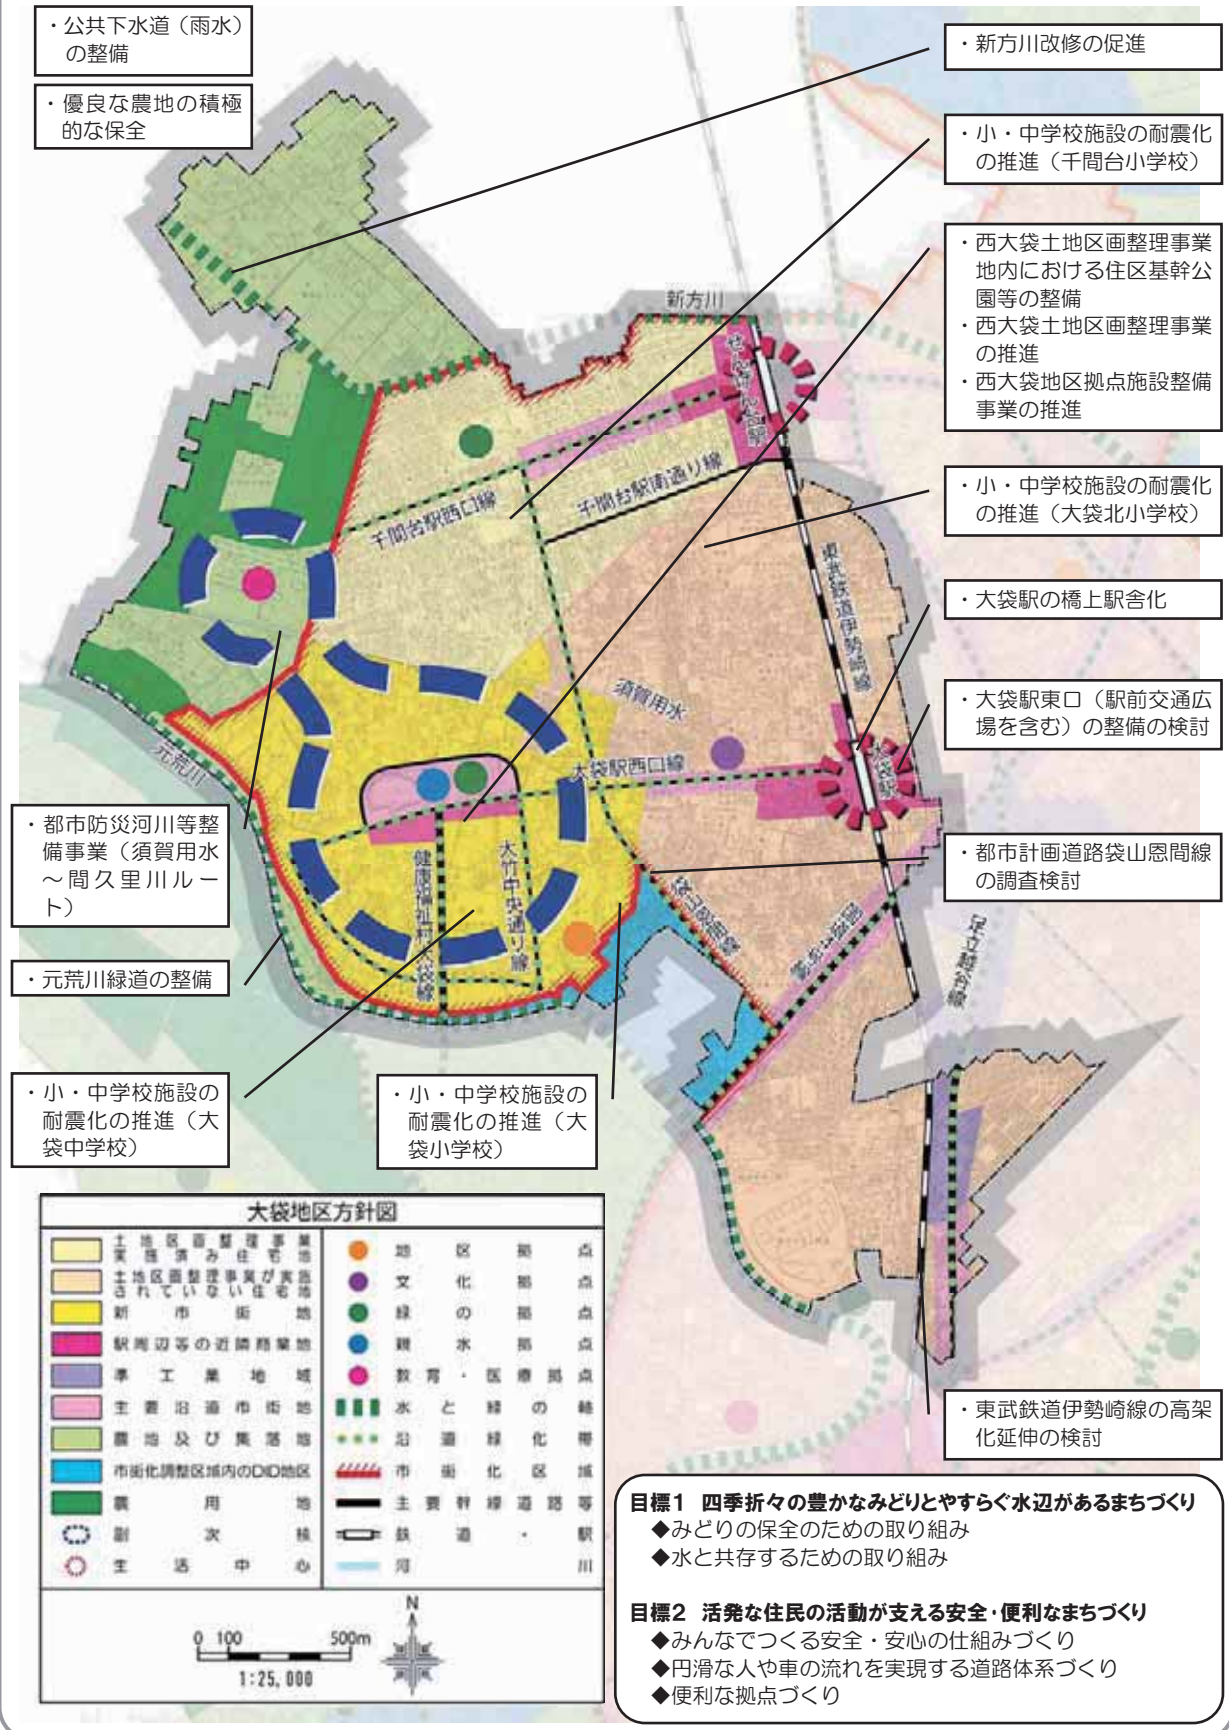 ・公共下水道（雨水）
の整備
・優良な農地の積極
的な保全
・新方川改修の促進
・小・中学校施設の耐震化
の推進（千間台小学校）
・西大袋土地区画整理事業
地内における住区基幹公
園等の整備
・西大袋土地区画整理事業
の推進
・西大袋地区拠点施設整備
事業の推進
・小・中学校施設の耐震化
の推進（大袋北小学校）
・大袋駅の橋上駅舎化
・大袋駅東口（駅前交通広
場を含む）の整備の検討
・都市計画道路袋山恩間線
の調査検討
・東武鉄道伊勢崎線の高架
化延伸の検討
・都市防災河川等整
備事業（須賀用水
～間久里川ルー
ト）
・元荒川緑道の整備
・小・中学校施設の
耐震化の推進（大
袋中学校）
・小・中学校施設の
耐震化の推進（大
袋小学校）
新方川
せんげん台駅
千間台駅西口線
千間台駅南通り線
東武鉄道伊勢崎線
須賀用水
大袋駅西口線
大袋駅
元荒川
健康福祉村大袋線
大竹中央通り線
袋山恩間線
足立越谷線
大袋地区方針図
土地区画整理事業
実施済み住宅地
土地区画整理事業が実施
されていない住宅地
新市街地
駅周辺等の近隣商業地
準工業地域
主要沿道市街地
農地及び集落地
市街化調整区域内のDID地区
農用地
副次核
生活中心
地区拠点
文化拠点
緑の拠点
親水拠点
教育・医療拠点
水と緑の軸
沿道緑化帯
市街化区域
主要幹線道路等
鉄道・駅
河川
N
0 100 500m
1:25,000
目標1 四季折々の豊かなみどりとやすらぐ水辺があるまちづくり
◆みどりの保全のための取り組み
◆水と共存するための取り組み
目標2 活発な住民の活動が支える安全・便利なまちづくり
◆みんなでつくる安全・安心の仕組みづくり
◆円滑な人や車の流れを実現する道路体系づくり
◆便利な拠点づくり